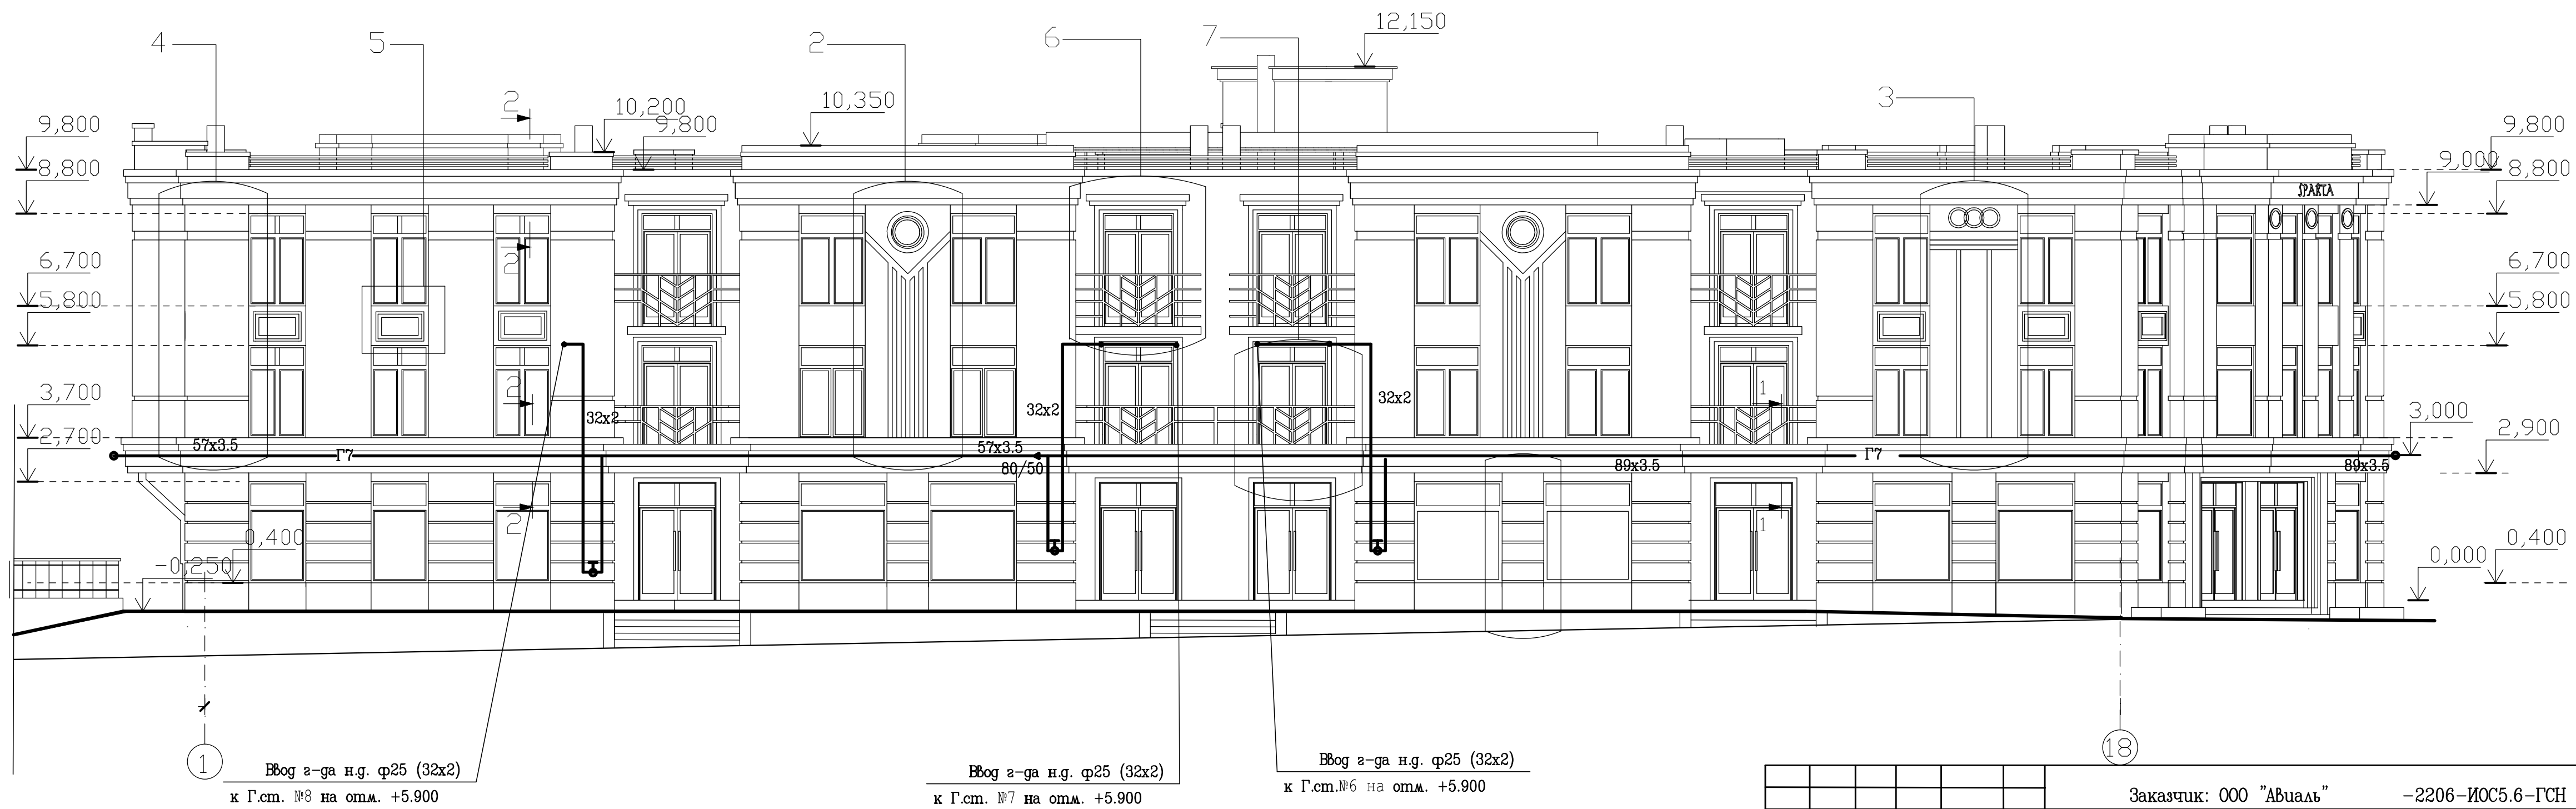 12,150
4
5
2
6
7
3
2
10,200
10,350
9,800
9,800
9,800
8,800
9,000
8,800
SPARTA
2
6,700
5,800
6,700
5,800
3,700
2,700
2
32x2
32x2
32x2
1
3,000
2,900
57x3.5
Г7
57x3.5
80/50
89x3.5
Г7
89x3.5
2
1
0,400
-0,250
0,000
0,400
1
18
Ввод г-да н.д. ф25 (32x2)
к Г.ст. №8 на отм. +5.900
Ввод г-да н.д. ф25 (32x2)
к Г.ст. №7 на отм. +5.900
Ввод г-да н.д. ф25 (32x2)
к Г.ст.№6 на отм. +5.900
Заказчик: ООО "АВиаль" -2206-ИОС5.6-ГСН